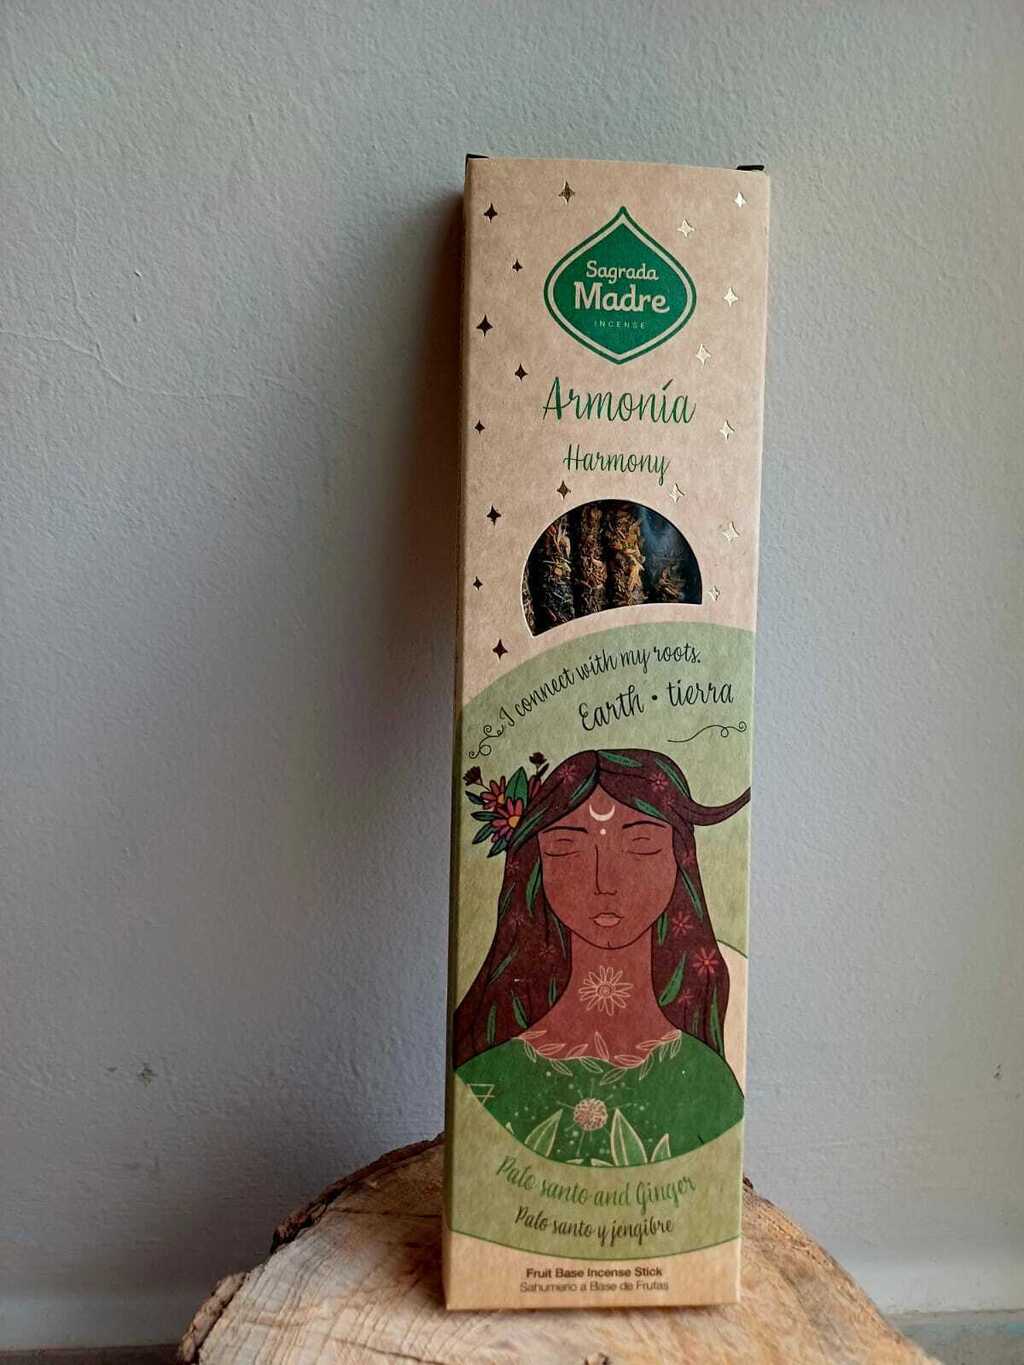 Sagrada
Madre
INCENSE
Armonía
Harmony
I connect with my roots.
Earth • tierra
Palo santo and Ginger
Palo santo y jengibre
Fruit Base Incense Stick
Sahumerio a Base de Frutas